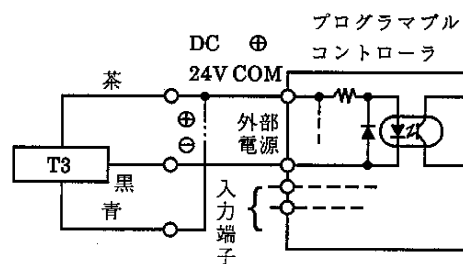 プログラマブル
コントローラ
DC ⊕
24V COM
茶
⊕
⊖
外部
電源
T3
黒
青
入力端子